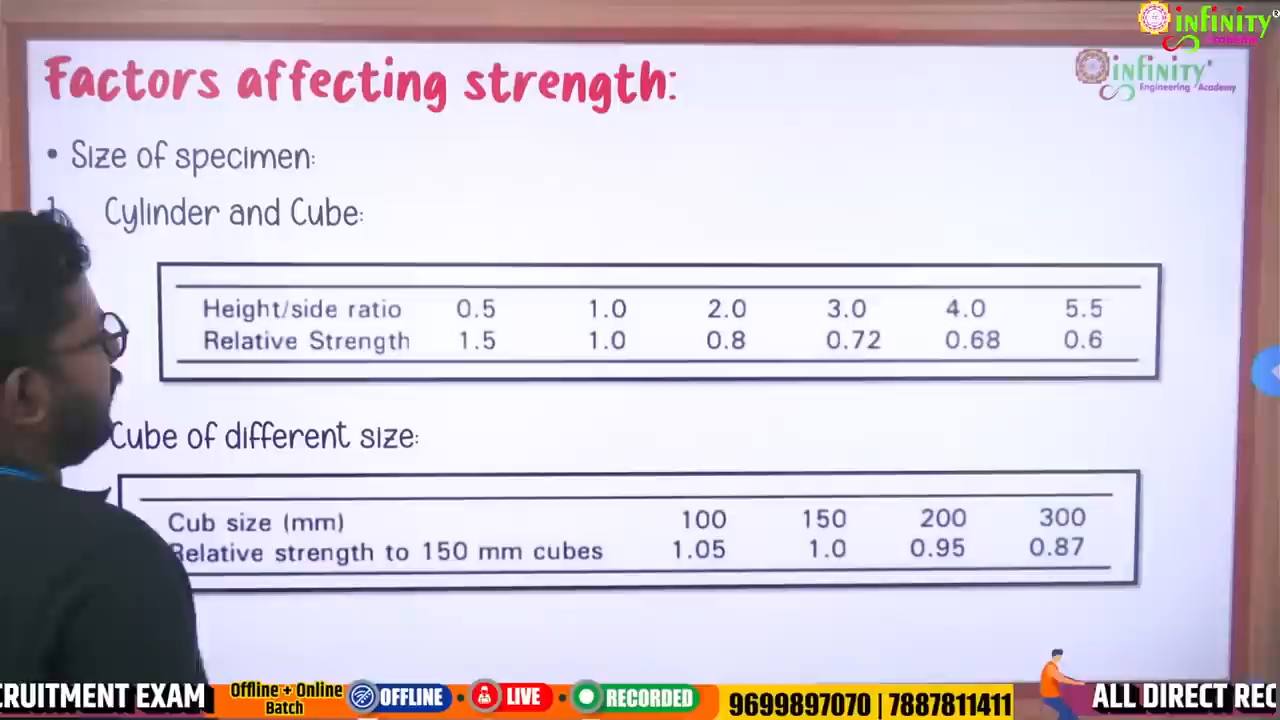 infinity
Factors affecting strength:
infinity
Engineering Academy
• Size of specimen:
Cylinder and Cube:
Height/side ratio 0.5 1.0 2.0 3.0 4.0 5.5
Relative Strength 1.5 1.0 0.8 0.72 0.68 0.6
Cube of different size:
Cub size (mm) 100 150 200 300
Relative strength to 150 mm cubes 1.05 1.0 0.95 0.87
CRUITMENT EXAM
Offline + Online
Batch
OFFLINE • LIVE • RECORDED
9699897070 | 7887811411
ALL DIRECT REC